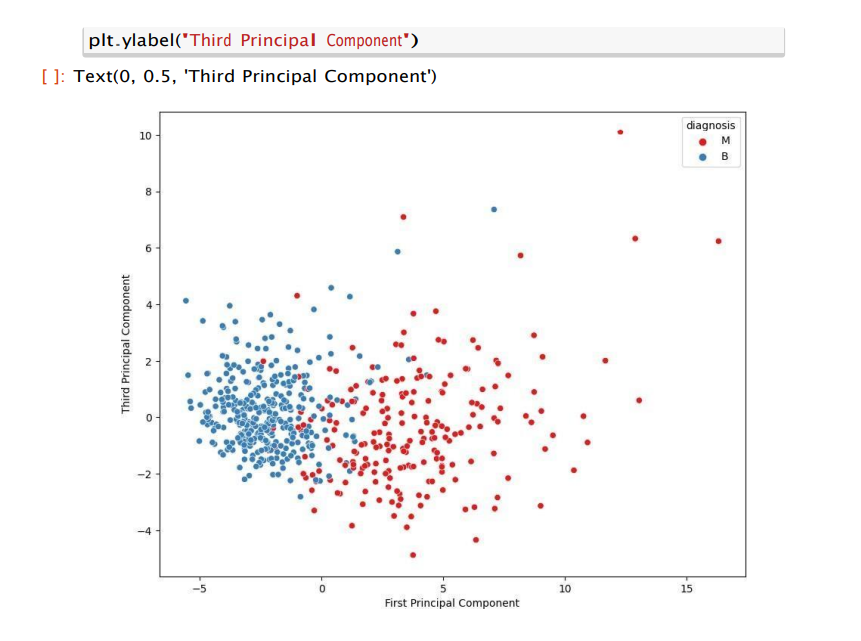 plt.ylabel("Third Principal Component")
[ ]: Text(0, 0.5, 'Third Principal Component')
diagnosis
M
B
10
8
6
4
2
0
−2
−4
Third Principal Component
−5 0 5 10 15
First Principal Component